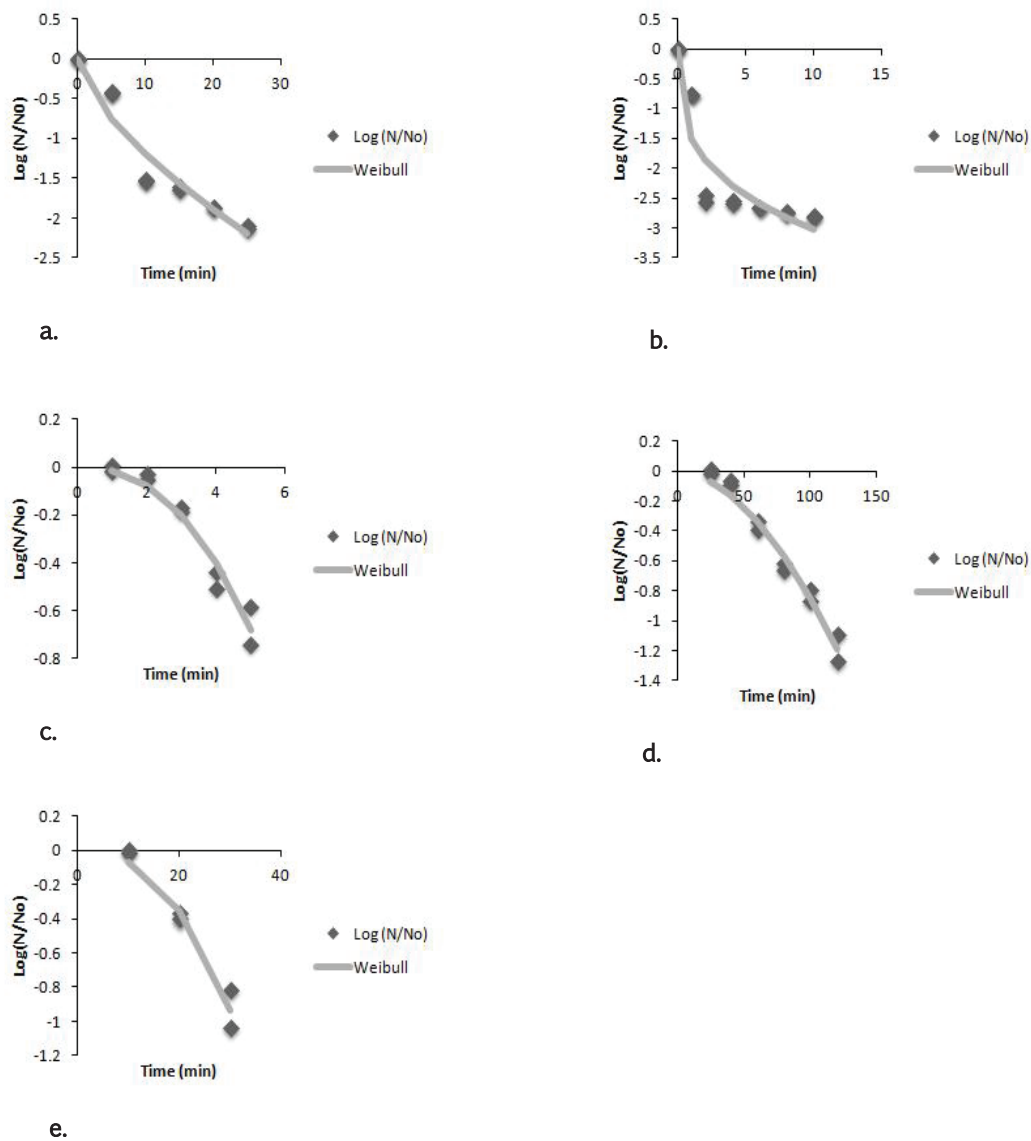 0.5
0
-0.5
-1
-1.5
-2
-2.5
0 10 20 30
Log (N/N0)
Time (min)
Log (N/No)
Weibull
a.
0.5
0
-0.5
-1
-1.5
-2
-2.5
-3
-3.5
0 5 10 15
Log (N/N0)
Time (min)
Log (N/No)
Weibull
b.
0.2
0
-0.2
-0.4
-0.6
-0.8
0 2 4 6
Log(N/No)
Time (min)
Log (N/No)
Weibull
c.
0.2
0
-0.2
-0.4
-0.6
-0.8
-1
-1.2
-1.4
0 50 100 150
Log(N/No)
Time (min)
Log (N/No)
Weibull
d.
0.2
0
-0.2
-0.4
-0.6
-0.8
-1
-1.2
0 20 40
Log(N/No)
Time (min)
Log (N/No)
Weibull
e.